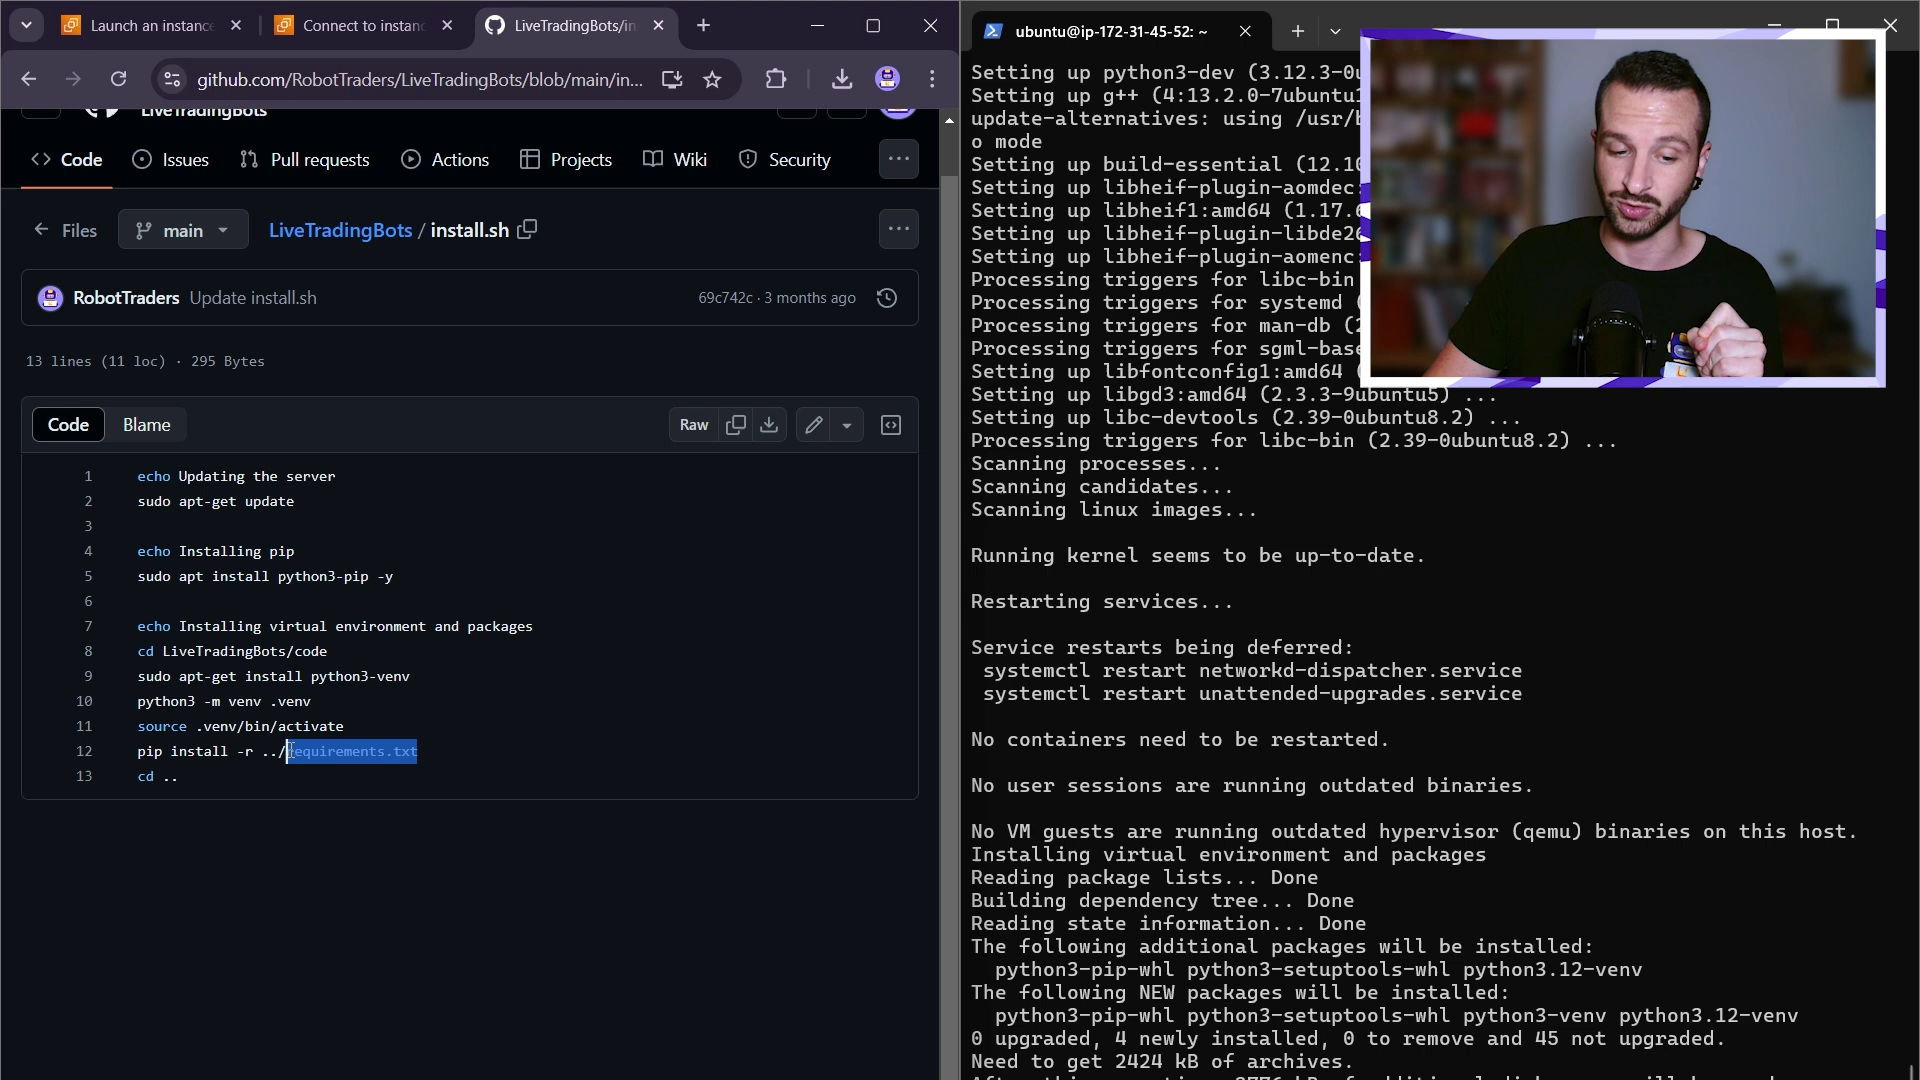 Launch an instance
Connect to instanc
LiveTradingBots/in
github.com/RobotTraders/LiveTradingBots/blob/main/in...
LiveTradingBots
Code
Issues
Pull requests
Actions
Projects
Wiki
Security
Files
main
LiveTradingBots / install.sh
RobotTraders Update install.sh
69c742c · 3 months ago
13 lines (11 loc) · 295 Bytes
Code
Blame
Raw
1 echo Updating the server
2 sudo apt-get update
3
4 echo Installing pip
5 sudo apt install python3-pip -y
6
7 echo Installing virtual environment and packages
8 cd LiveTradingBots/code
9 sudo apt-get install python3-venv
10 python3 -m venv .venv
11 source .venv/bin/activate
12 pip install -r ../requirements.txt
13 cd ..
ubuntu@ip-172-31-45-52: ~
Setting up python3-dev (3.12.3-0u
Setting up g++ (4:13.2.0-7ubuntu1
update-alternatives: using /usr/b
o mode
Setting up build-essential (12.10
Setting up libheif-plugin-aomdec:
Setting up libheif1:amd64 (1.17.6
Setting up libheif-plugin-libde26
Setting up libheif-plugin-aomenc:
Processing triggers for libc-bin
Processing triggers for systemd (
Processing triggers for man-db (2
Processing triggers for sgml-base
Setting up libfontconfig1:amd64 (
Setting up libgd3:amd64 (2.3.3-9ubuntu5) ...
Setting up libc-devtools (2.39-0ubuntu8.2) ...
Processing triggers for libc-bin (2.39-0ubuntu8.2) ...
Scanning processes...
Scanning candidates...
Scanning linux images...
Running kernel seems to be up-to-date.
Restarting services...
Service restarts being deferred:
systemctl restart networkd-dispatcher.service
systemctl restart unattended-upgrades.service
No containers need to be restarted.
No user sessions are running outdated binaries.
No VM guests are running outdated hypervisor (qemu) binaries on this host.
Installing virtual environment and packages
Reading package lists... Done
Building dependency tree... Done
Reading state information... Done
The following additional packages will be installed:
python3-pip-whl python3-setuptools-whl python3.12-venv
The following NEW packages will be installed:
python3-pip-whl python3-setuptools-whl python3-venv python3.12-venv
0 upgraded, 4 newly installed, 0 to remove and 45 not upgraded.
Need to get 2424 kB of archives.